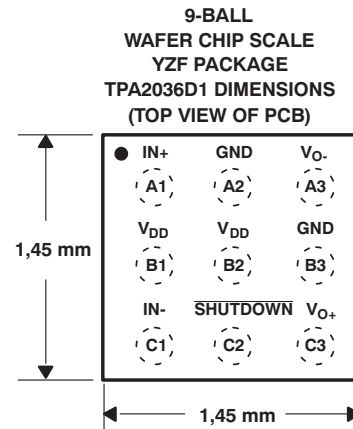 9-BALL
WAFER CHIP SCALE
YZF PACKAGE
TPA2036D1 DIMENSIONS
(TOP VIEW OF PCB)
IN+ GND VO-
A1 A2 A3
VDD VDD GND
B1 B2 B3
1,45 mm
IN- SHUTDOWN VO+
C1 C2 C3
1,45 mm